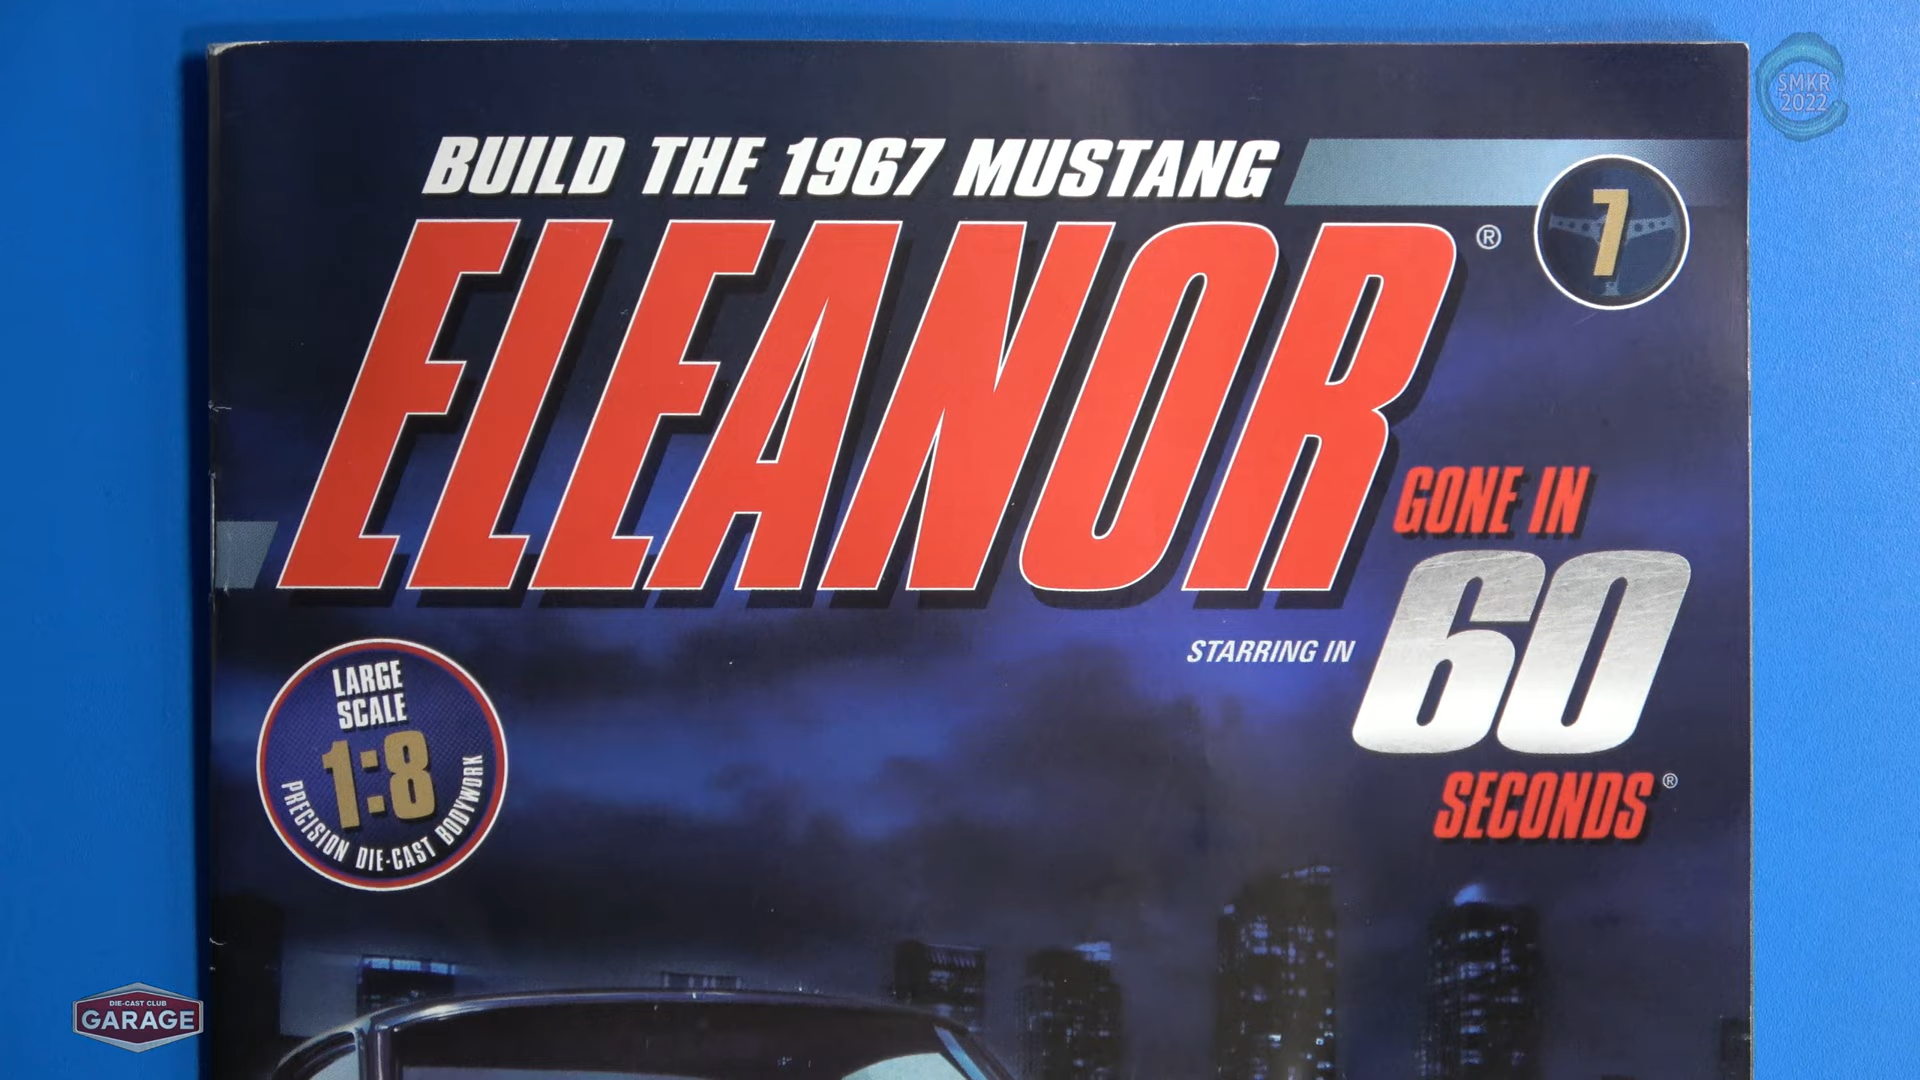 SMKR
2022
BUILD THE 1967 MUSTANG
7
ELEANOR®
GONE IN
60
STARRING IN
SECONDS®
LARGE
SCALE
1:8
PRECISION DIE-CAST BODYWORK
DIE-CAST CLUB
GARAGE